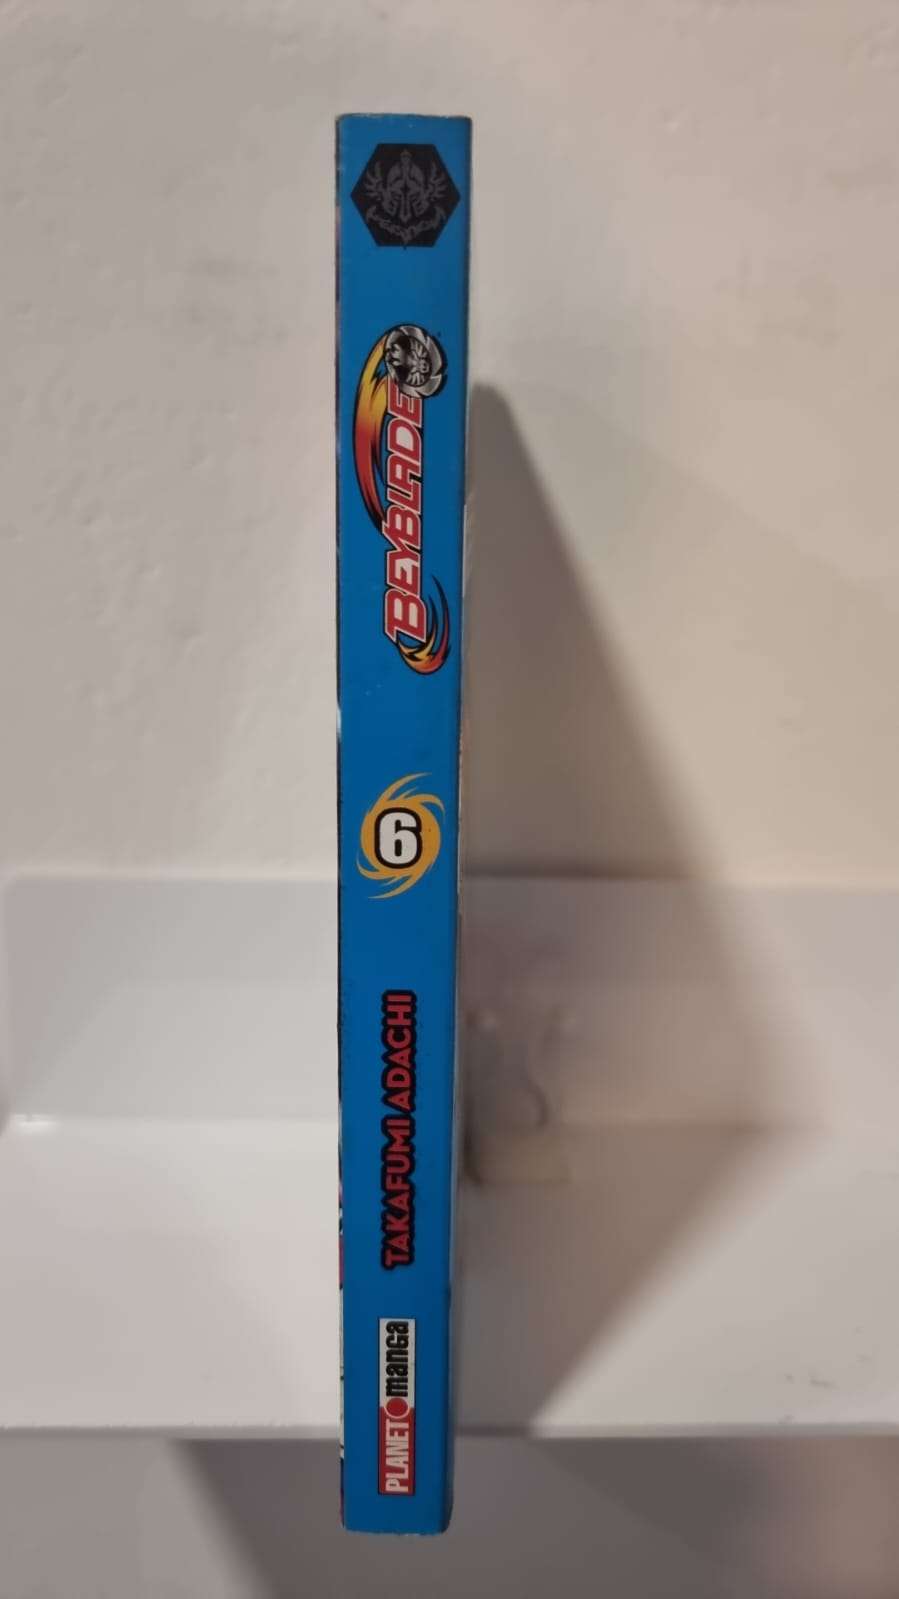 BEYBLADE
6
TAKAFUMI ADACHI
PLANET manga